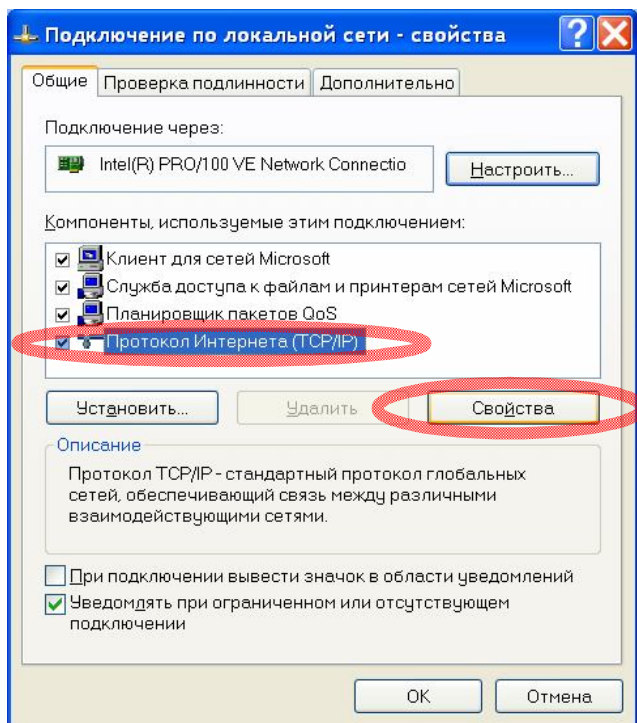 Подключение по локальной сети - свойства
Общие
Проверка подлинности
Дополнительно
Подключение через:
Intel(R) PRO/100 VE Network Connectio
Настроить...
Компоненты, используемые этим подключением:
Клиент для сетей Microsoft
Служба доступа к файлам и принтерам сетей Microsoft
Планировщик пакетов QoS
Протокол Интернета (TCP/IP)
Установить...
Удалить
Свойства
Описание
Протокол TCP/IP - стандартный протокол глобальных
сетей, обеспечивающий связь между различными
взаимодействующими сетями.
При подключении вывести значок в области уведомлений
Уведомлять при ограниченном или отсутствующем
подключении
OK
Отмена